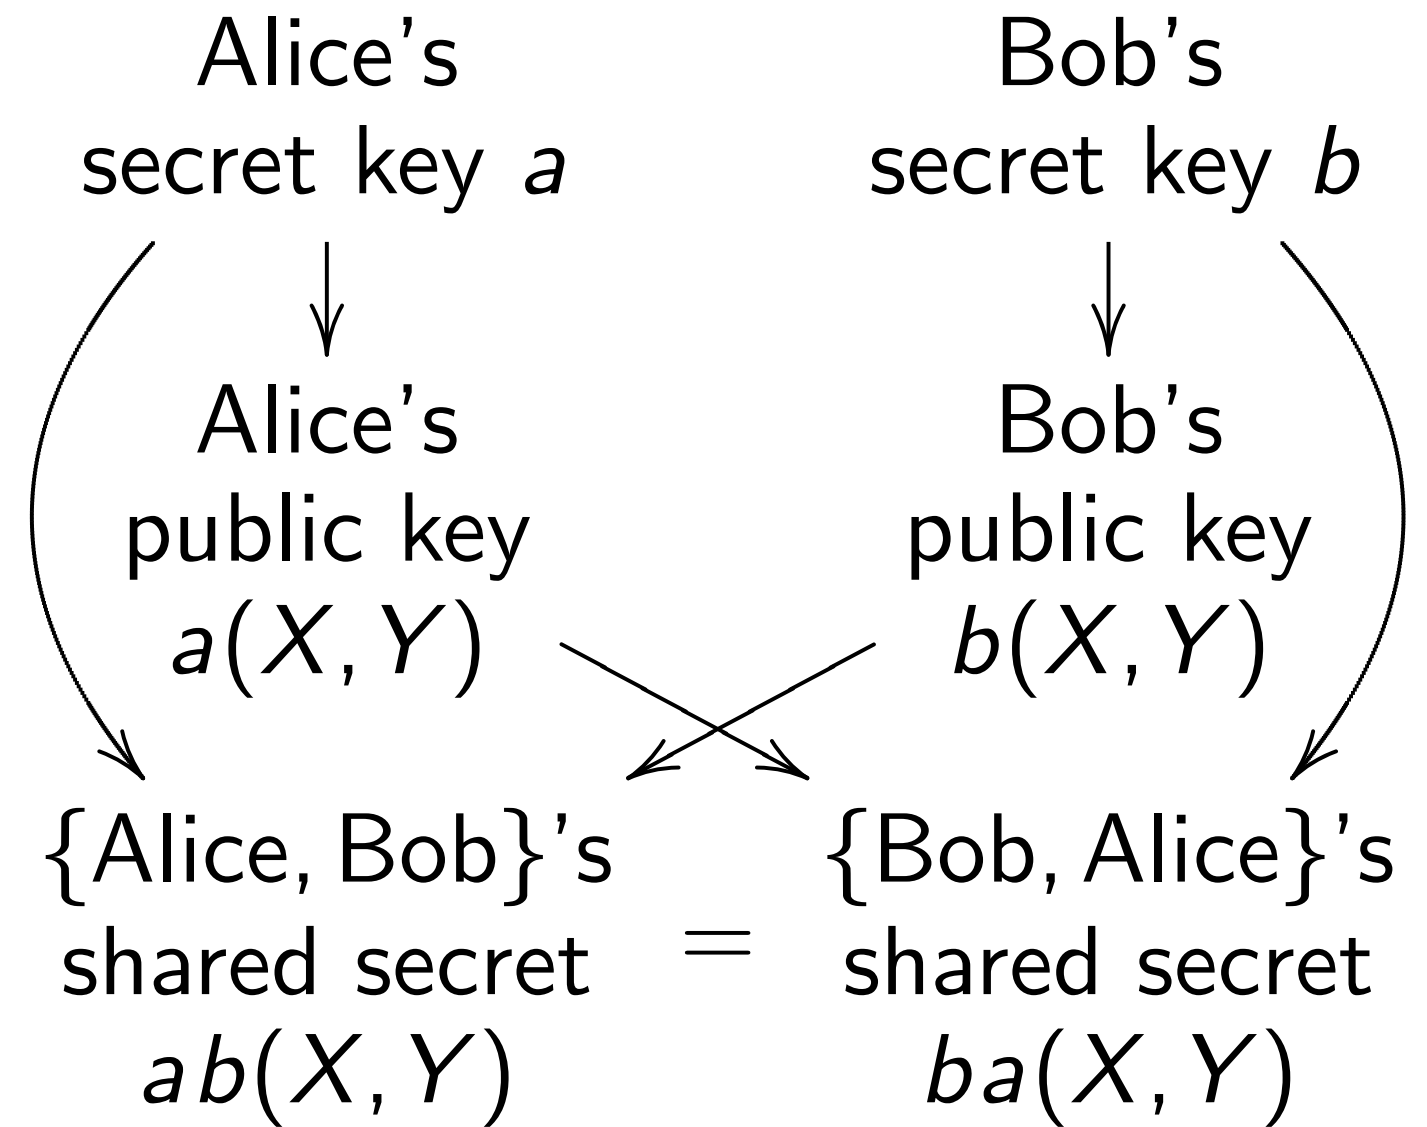 Alice's
secret key a
Bob's
secret key b
Alice's
public key
a(X, Y)
Bob's
public key
b(X, Y)
{Alice, Bob}'s
shared secret
ab(X, Y)
=
{Bob, Alice}'s
shared secret
ba(X, Y)